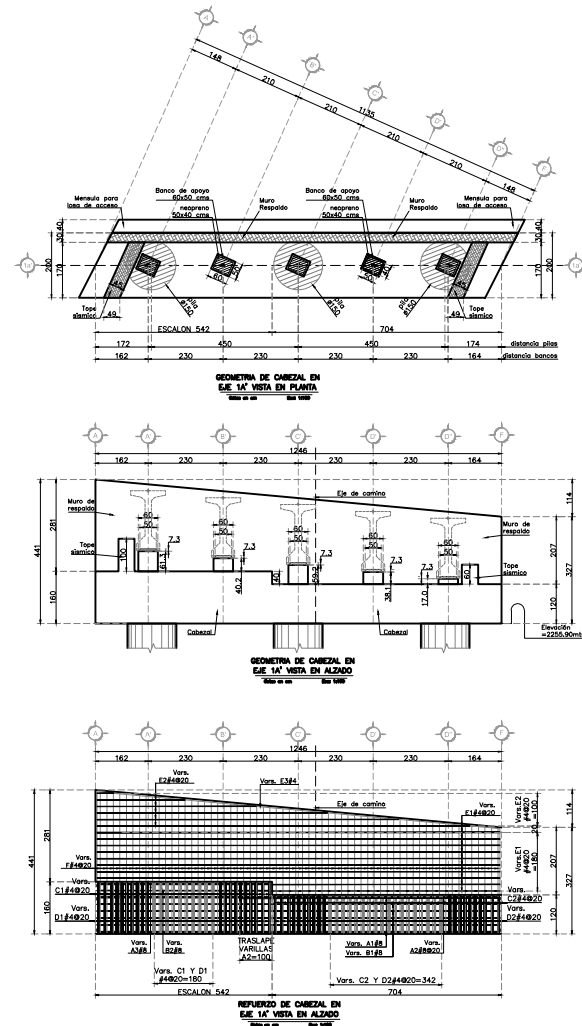 A
A'
B'
C'
D'
D"
F
148
210
210
1135
210
210
148
Banco de apoyo
60x50 cms
neopreno
50x40 cms
Muro
Respaldo
Banco de apoyo
60x50 cms
neopreno
50x40 cms
Muro
Respaldo
Mensula para
losa de acceso
Mensula para
losa de acceso
1a'
200
30 40
170
1a'
200
30 40
170
45
49
Tope
sismico
pila
ø150
60
50
pila
ø150
50
pila
ø150
45
49
Tope
sismico
ESCALON 542
704
172
450
450
174
distancia pilas
162
230
230
230
230
164
distancia bancos
GEOMETRIA DE CABEZAL EN
EJE 1A' VISTA EN PLANTA
A
A'
B'
C'
D'
D"
F
1246
162
230
230
230
230
164
Eje de camino
441
281
160
Muro de
respaldo
Tope
sismico
100
60
50
7.3
61.3
60
50
7.3
40.2
60
50
7.3
40
59.2
60
50
7.3
38.1
60
50
7.3
17.0
60
Muro de
respaldo
Tope
sismico
114
207
327
120
Cabezal
Cabezal
Elevación
=2255.90mts
GEOMETRIA DE CABEZAL EN
EJE 1A' VISTA EN ALZADO
A
A'
B'
C'
D'
D"
F
1246
162
230
230
230
230
164
Vars.
E2#4@20
Vars. E3#4
Eje de camino
Vars.
E1#4@20
Vars.E2
#4@20
=100
20
Vars.E1
#4@20
=180
441
281
160
114
207
327
120
Vars.
F#4@20
Vars.
C1#4@20
Vars.
D1#4@20
Vars.
C2#4@20
Vars.
D2#4@20
Vars.
A3#8
Vars.
B2#8
TRASLAPE
VARILLAS
A2=100
Vars. A1#8
Vars. B1#8
Vars.
A2#8@20
Vars. C1 Y D1
#4@20=160
Vars. C2 Y D2#4@20=342
ESCALON 542
704
REFUERZO DE CABEZAL EN
EJE 1A' VISTA EN ALZADO